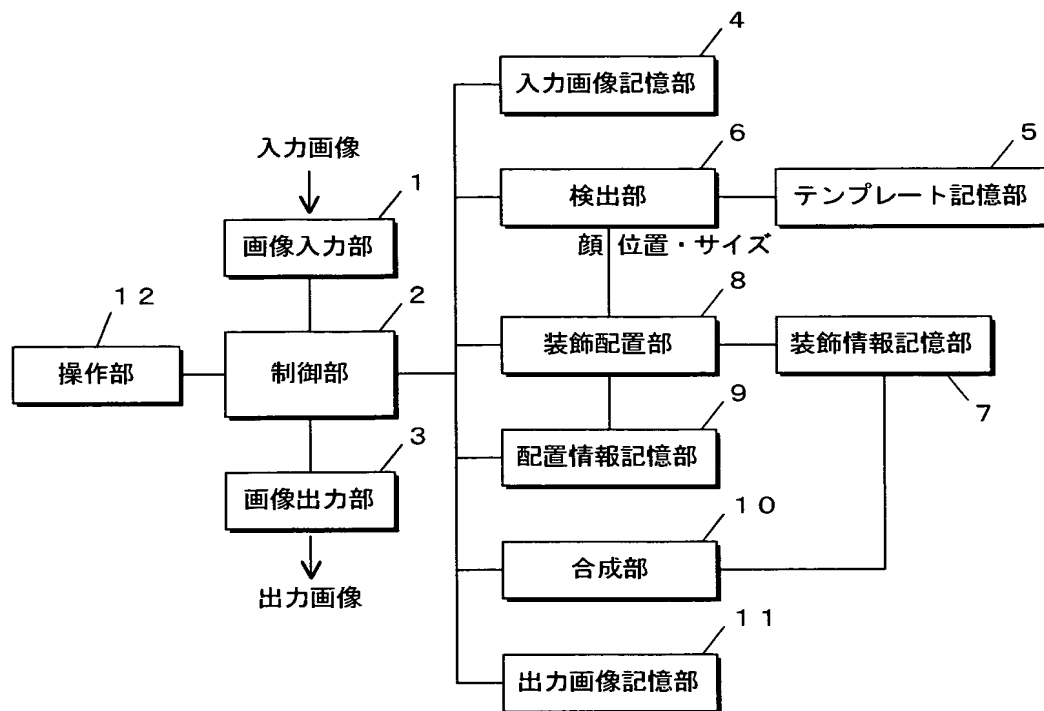 4
入力画像記憶部
入力画像
6
5
検出部
テンプレート記憶部
1
画像入力部
顔 位置・サイズ
12
2
8
操作部
制御部
装飾配置部
装飾情報記憶部
7
3
9
画像出力部
配置情報記憶部
10
合成部
出力画像
11
出力画像記憶部